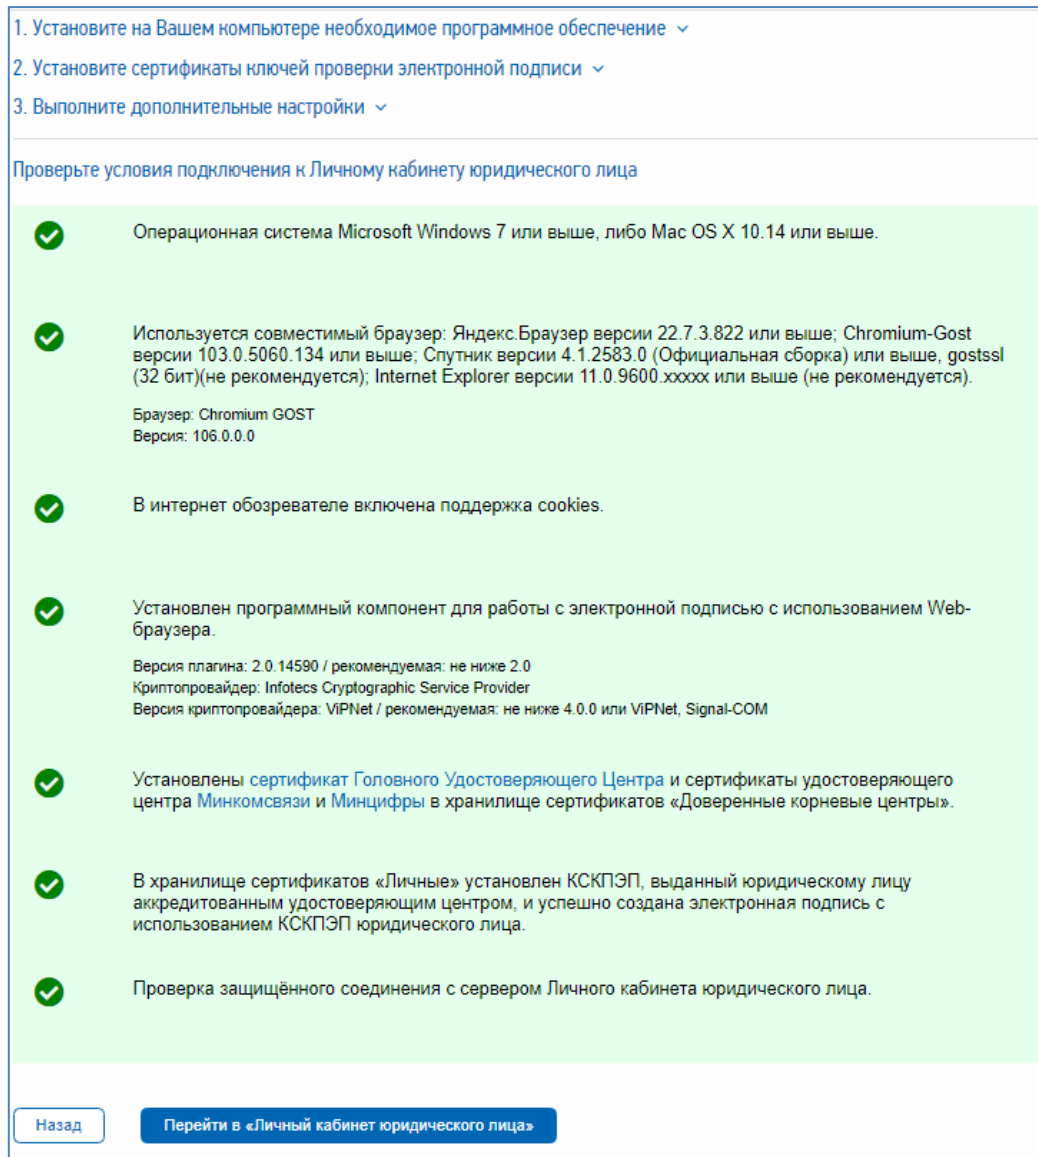 1. Установите на Вашем компьютере необходимое программное обеспечение
2. Установите сертификаты ключей проверки электронной подписи
3. Выполните дополнительные настройки
Проверьте условия подключения к Личному кабинету юридического лица
Операционная система Microsoft Windows 7 или выше, либо Mac OS X 10.14 или выше.
Используется совместимый браузер: Яндекс.Браузер версии 22.7.3.822 или выше; Chromium-Gost
версии 103.0.5060.134 или выше; Спутник версии 4.1.2583.0 (Официальная сборка) или выше, gostssl
(32 бит)(не рекомендуется); Internet Explorer версии 11.0.9600.xxxxx или выше (не рекомендуется).
Браузер: Chromium GOST
Версия: 106.0.0.0
В интернет обозревателе включена поддержка cookies.
Установлен программный компонент для работы с электронной подписью с использованием Web-
браузера.
Версия плагина: 2.0.14590 / рекомендуемая: не ниже 2.0
Криптопровайдер: Infotecs Cryptographic Service Provider
Версия криптопровайдера: ViPNet / рекомендуемая: не ниже 4.0.0 или ViPNet, Signal-COM
Установлены сертификат Головного Удостоверяющего Центра и сертификаты удостоверяющего
центра Минкомсвязи и Минцифры в хранилище сертификатов «Доверенные корневые центры».
В хранилище сертификатов «Личные» установлен КСКПЭП, выданный юридическому лицу
аккредитованным удостоверяющим центром, и успешно создана электронная подпись с
использованием КСКПЭП юридического лица.
Проверка защищённого соединения с сервером Личного кабинета юридического лица.
Назад
Перейти в «Личный кабинет юридического лица»